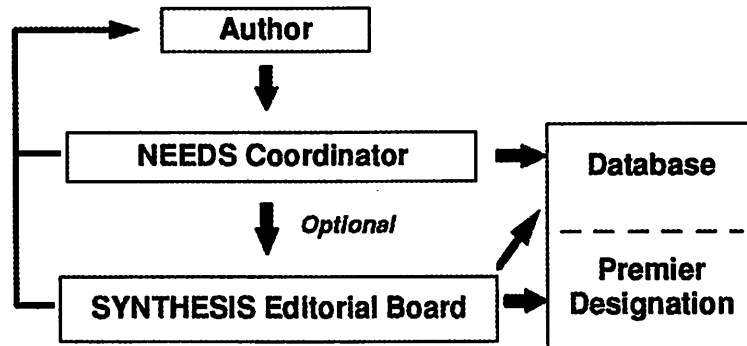 Author
NEEDS Coordinator
Database
Optional
SYNTHESIS Editorial Board
Premier
Designation